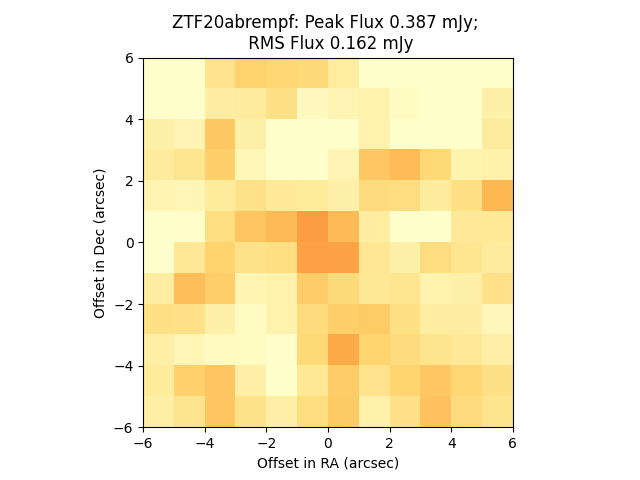 ZTF20abrempf: Peak Flux 0.387 mJy;
RMS Flux 0.162 mJy
6
4
2
0
−2
−4
−6
Offset in Dec (arcsec)
−6 −4 −2 0 2 4 6
Offset in RA (arcsec)